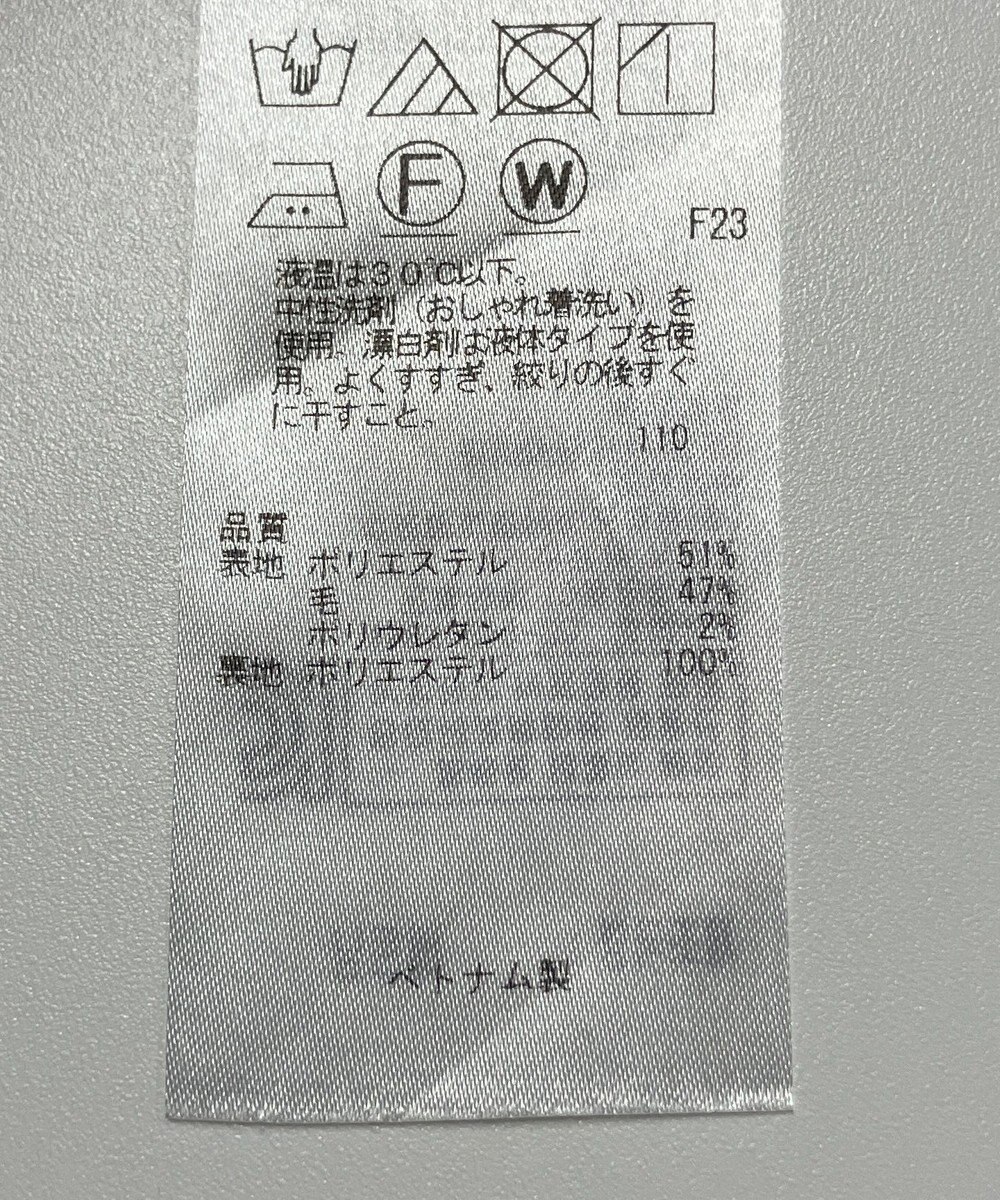 F
W
F23
液温は30℃以下。
中性洗剤（おしゃれ着洗い）を
使用。漂白剤は液体タイプを使
用。よくすすぎ、絞りの後すぐ
に干すこと。
110
品質
表地 ポリエステル 51%
毛 47%
ポリウレタン 2%
裏地 ポリエステル 100%
ベトナム製